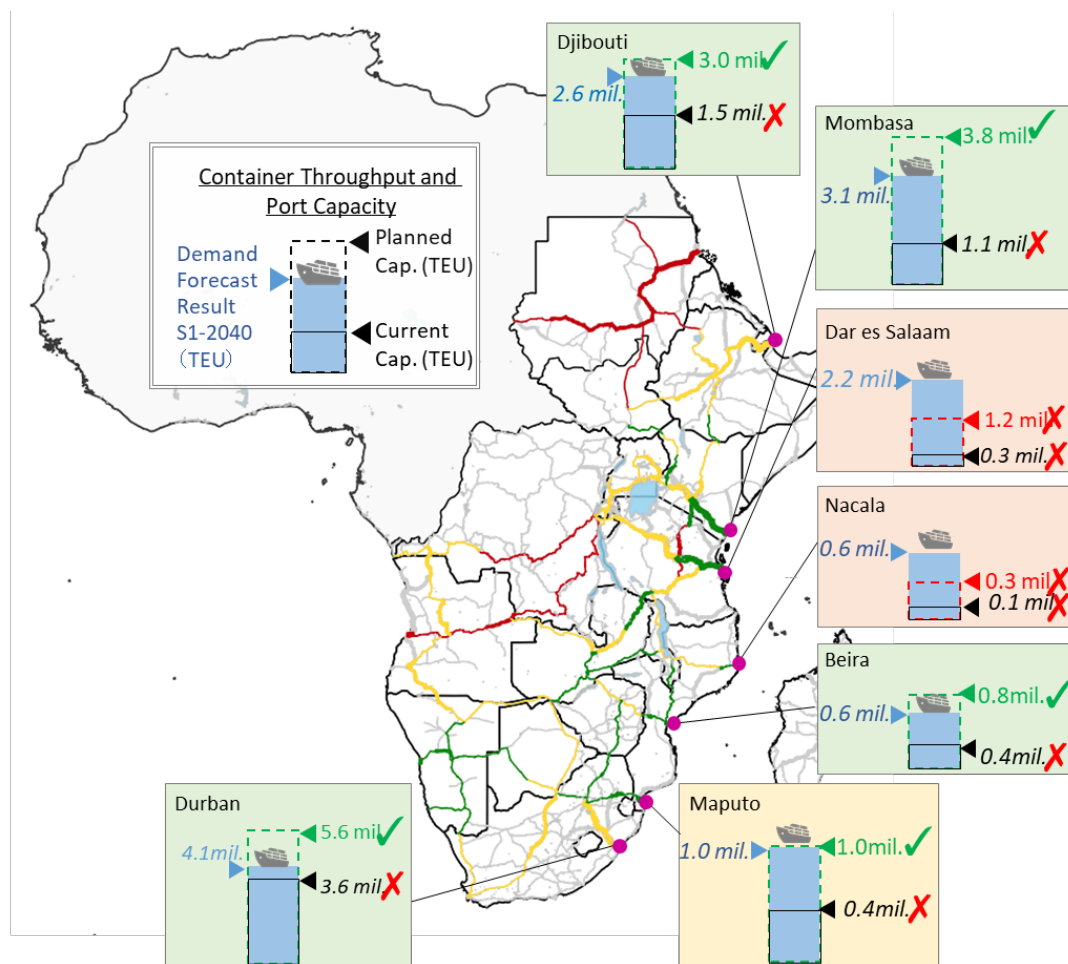 Container Throughput and
Port Capacity
Demand
Forecast
Result
S1-2040
（TEU）
Planned
Cap. (TEU)
Current
Cap. (TEU)
Djibouti
3.0 mil.
2.6 mil.
1.5 mil.
Mombasa
3.8 mil.
3.1 mil.
1.1 mil.
Dar es Salaam
2.2 mil.
1.2 mil.
0.3 mil.
Nacala
0.6 mil.
0.3 mil.
0.1 mil.
Beira
0.8mil.
0.6 mil.
0.4mil.
Durban
5.6 mil.
4.1mil.
3.6 mil.
Maputo
1.0 mil.
1.0mil.
0.4mil.